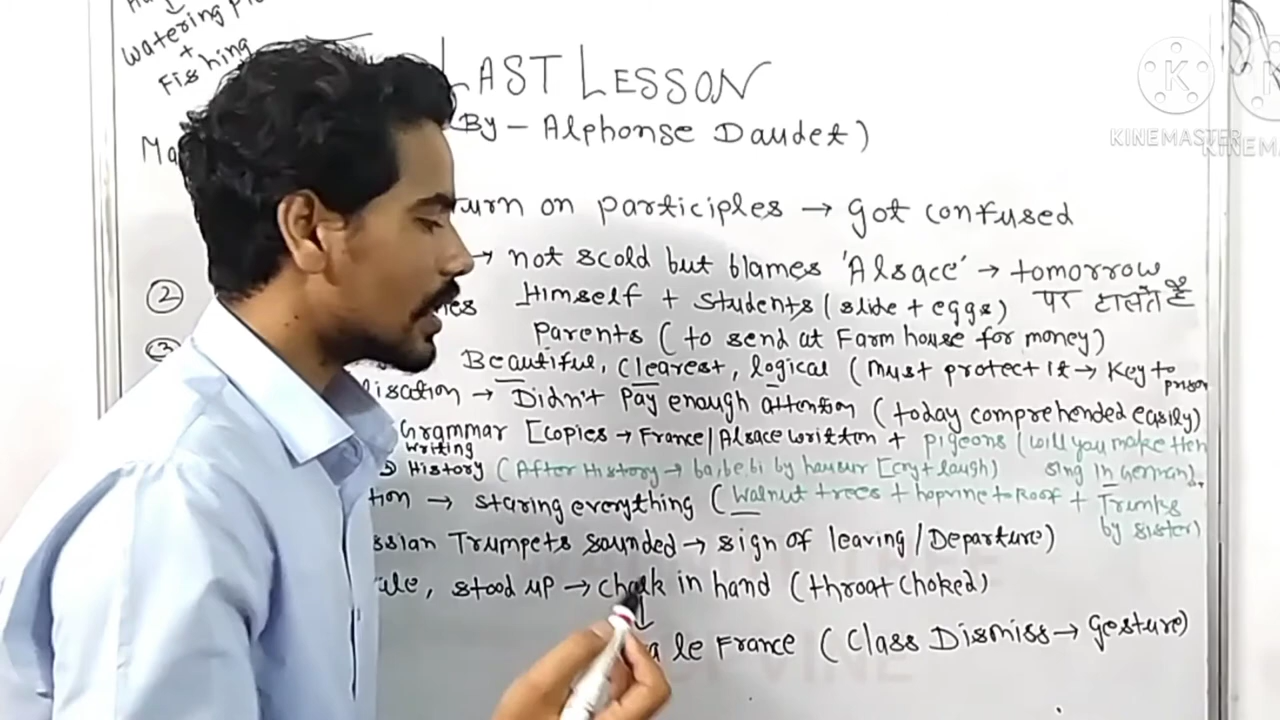 watering
+
Fishing
LAST LESSON
(By – Alphonse Daudet)
KINEMASTER
turn on participles → got confused
② → not scold but blames 'Alsace' → tomorrow पर टालते हैं
Himself + students (slide + eggs)
③ Parents (to send at Farm house for money)
Beautiful, Clearest, logical (must protect it → key to prison
→ Didn't pay enough attention (today comprehended easily)
Grammar [copies → France/Alsace written + pigeons (will you make them
writing
History (After History → ba, be, bi by hauser [cry + laugh) sing in german)
→ staring everything (walnut trees + hopvine to Roof + Trunks
by sister)
Trumpets sounded → sign of leaving/Departure)
, stood up → chalk in hand (throat choked)
↓
le France (Class Dismiss → gesture)